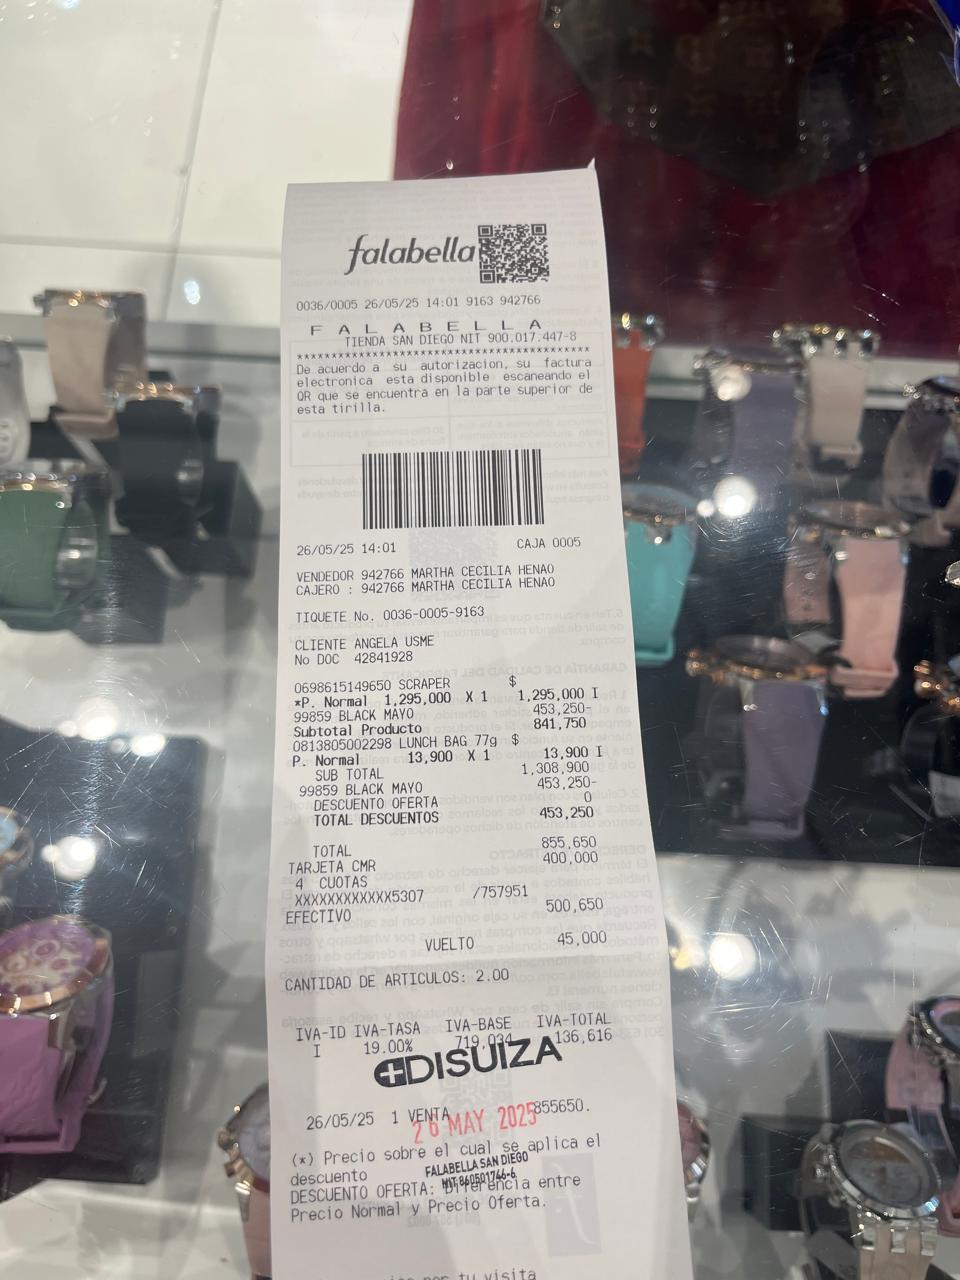 falabella
0036/0005 26/05/25 14:01 9163 942766
F A L A B E L L A
TIENDA SAN DIEGO NIT 900.017.447-8
******************************************
De acuerdo a su autorizacion, su factura
electronica esta disponible escaneando el
QR que se encuentra en la parte superior de
esta tirilla.
26/05/25 14:01 CAJA 0005
VENDEDOR 942766 MARTHA CECILIA HENAO
CAJERO : 942766 MARTHA CECILIA HENAO
TIQUETE No. 0036-0005-9163
CLIENTE ANGELA USME
No DOC 42841928
0698615149650 SCRAPER $
*P. Normal 1,295,000 X 1 1,295,000 I
99859 BLACK MAYO 453,250-
Subtotal Producto 841,750
0813805002298 LUNCH BAG 77g $
P. Normal 13,900 X 1 13,900 I
SUB TOTAL 1,308,900
99859 BLACK MAYO 453,250-
DESCUENTO OFERTA 0
TOTAL DESCUENTOS 453,250
TOTAL 855,650
TARJETA CMR 400,000
4 CUOTAS
XXXXXXXXXXXX5307 /757951
EFECTIVO 500,650
VUELTO 45,000
CANTIDAD DE ARTICULOS: 2.00
IVA-ID IVA-TASA IVA-BASE IVA-TOTAL
I 19.00% 719,034 136,616
DISUIZA
26/05/25 1 VENTA 855650.
26 MAY 2025
(*) Precio sobre el cual se aplica el
descuento
FALABELLA SAN DIEGO
NIT 860501766-6
DESCUENTO OFERTA: Diferencia entre
Precio Normal y Precio Oferta.
por tu visita